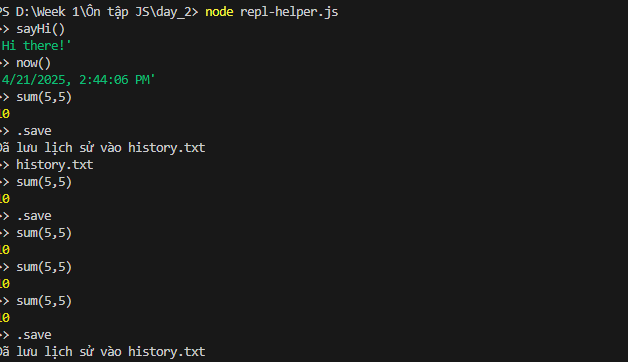 PS D:\Week 1\Ôn tập JS\day_2> node repl-helper.js
>> sayHi()
'Hi there!'
>> now()
'4/21/2025, 2:44:06 PM'
>> sum(5,5)
10
>> .save
Đã lưu lịch sử vào history.txt
>> history.txt
>> sum(5,5)
10
>> .save
>> sum(5,5)
10
>> sum(5,5)
10
>> sum(5,5)
10
>> .save
Đã lưu lịch sử vào history.txt